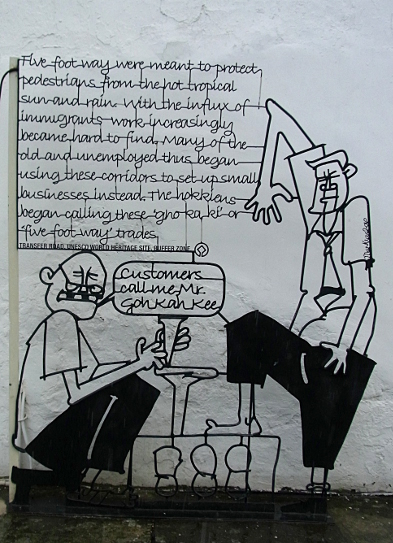 Five foot way were meant to protect
pedestrians from the hot tropical
sun and rain. With the influx of
immigrants work increasingly
became hard to find. Many of the
old and unemployed thus began
using these corridors to set up small
businesses instead. The hokkiens
began calling these 'gho ka ki' or
'five foot way' trades.
TRANSFER ROAD, UNESCO WORLD HERITAGE SITE, BUFFER ZONE
Customers
call me Mr.
Goh Kah Kee